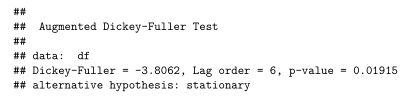 ##
## Augmented Dickey-Fuller Test
##
## data: df
## Dickey-Fuller = -3.8062, Lag order = 6, p-value = 0.01915
## alternative hypothesis: stationary